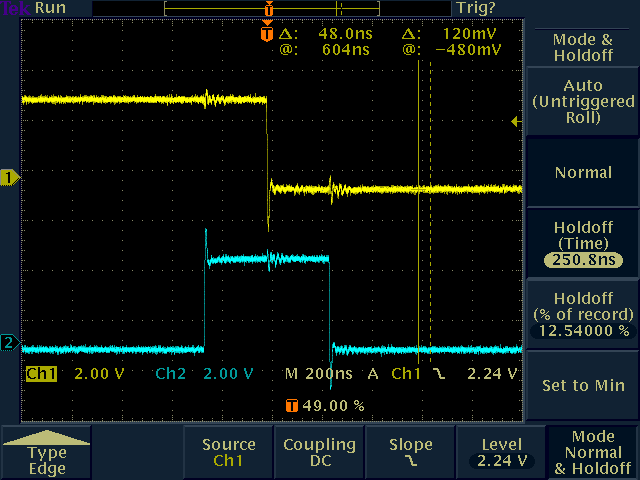 Tek Run Trig?
T
T
Δ: 48.0ns Δ: 120mV
@: 604ns @: −480mV
Mode &
Holdoff
Auto
(Untriggered
Roll)
1
Normal
Holdoff
(Time)
250.8ns
Holdoff
(% of record)
12.54000 %
2
Ch1 2.00 V Ch2 2.00 V M 200ns A Ch1 2.24 V
Set to Min
T 49.00 %
Type
Edge
Source
Ch1
Coupling
DC
Slope
Level
2.24 V
Mode
Normal
& Holdoff